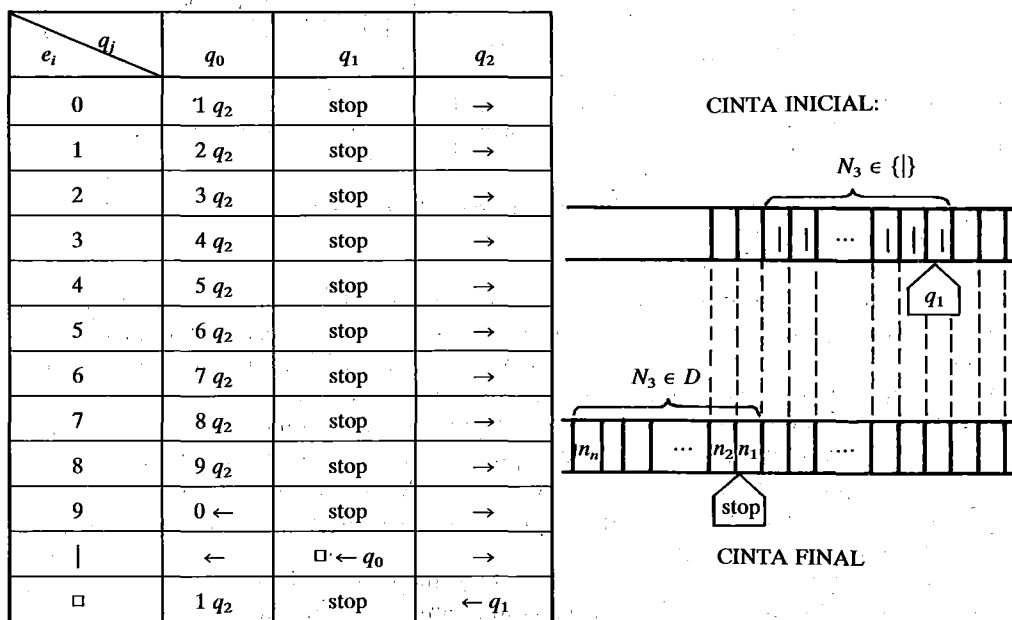 e_i q_j q_0 q_1 q_2
0 1 q_2 stop →
1 2 q_2 stop →
2 3 q_2 stop →
3 4 q_2 stop →
4 5 q_2 stop →
5 6 q_2 stop →
6 7 q_2 stop →
7 8 q_2 stop →
8 9 q_2 stop →
9 0 ← stop →
| ← □ ← q_0 →
□ 1 q_2 stop ← q_1
CINTA INICIAL:
N_3 ∈ {|}
| | ... | | |
q_1
N_3 ∈ D
n_n ... n_2 n_1 ....
stop
CINTA FINAL